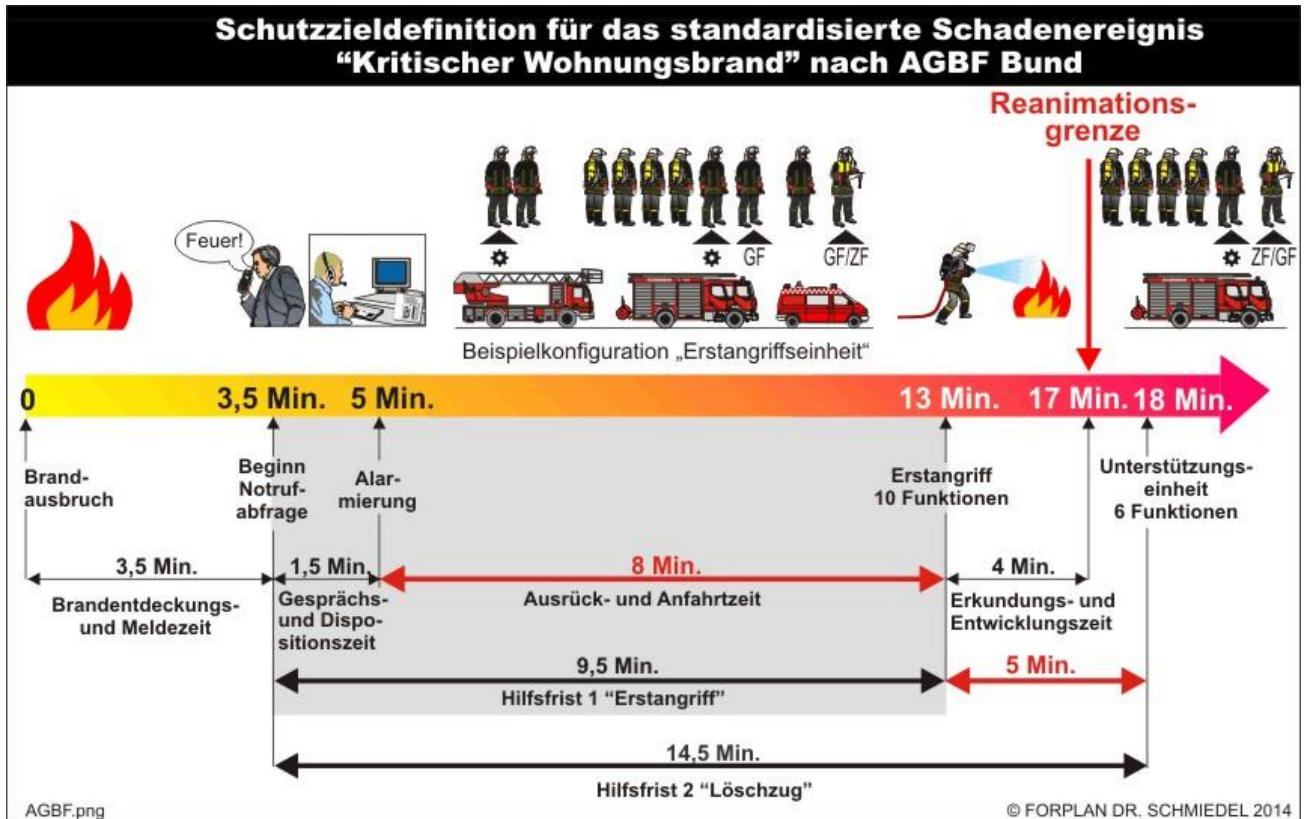 Schutzzieldefinition für das standardisierte Schadenereignis
“Kritischer Wohnungsbrand” nach AGBF Bund
Reanimations-
grenze
Feuer!
GF
GF/ZF
ZF/GF
Beispielkonfiguration „Erstangriffseinheit“
0
3,5 Min.
5 Min.
13 Min.
17 Min.
18 Min.
Brand-
ausbruch
Beginn
Notruf-
abfrage
Alar-
mierung
Erstangriff
10 Funktionen
Unterstützungs-
einheit
6 Funktionen
3,5 Min.
Brandentdeckungs-
und Meldezeit
1,5 Min.
Gesprächs-
und Dispo-
sitionszeit
8 Min.
Ausrück- und Anfahrtzeit
4 Min.
Erkundungs- und
Entwicklungszeit
9,5 Min.
Hilfsfrist 1 “Erstangriff”
5 Min.
14,5 Min.
Hilfsfrist 2 “Löschzug”
AGBF.png
© FORPLAN DR. SCHMIEDEL 2014